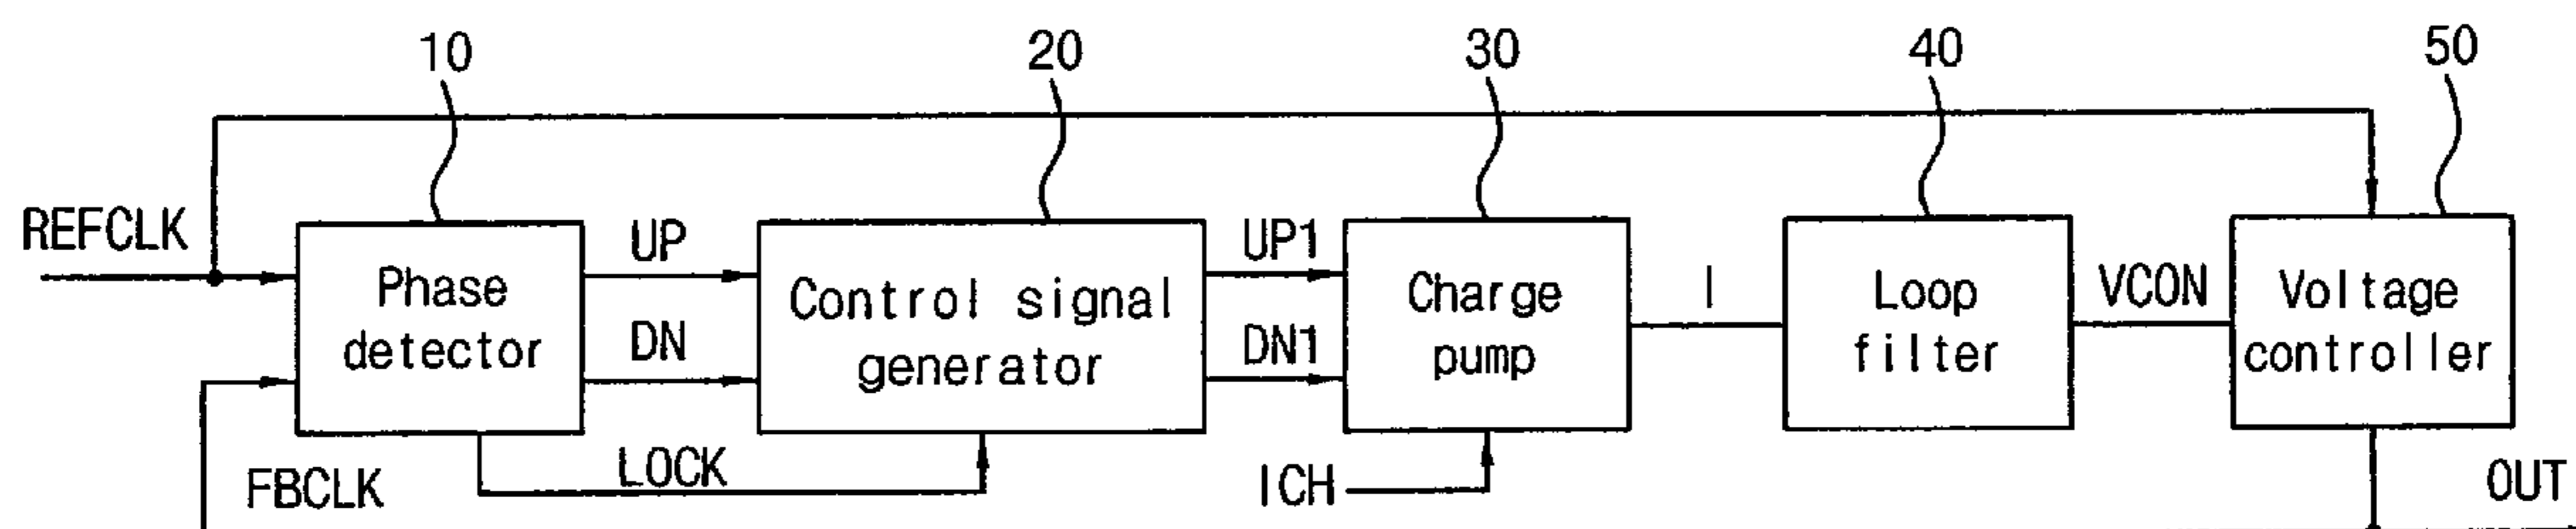 10
20
30
40
50
REFCLK
Phase
detector
UP
DN
Control signal
generator
UP1
DN1
Charge
pump
I
Loop
filter
VCON
Voltage
controller
FBCLK
LOCK
ICH
OUT